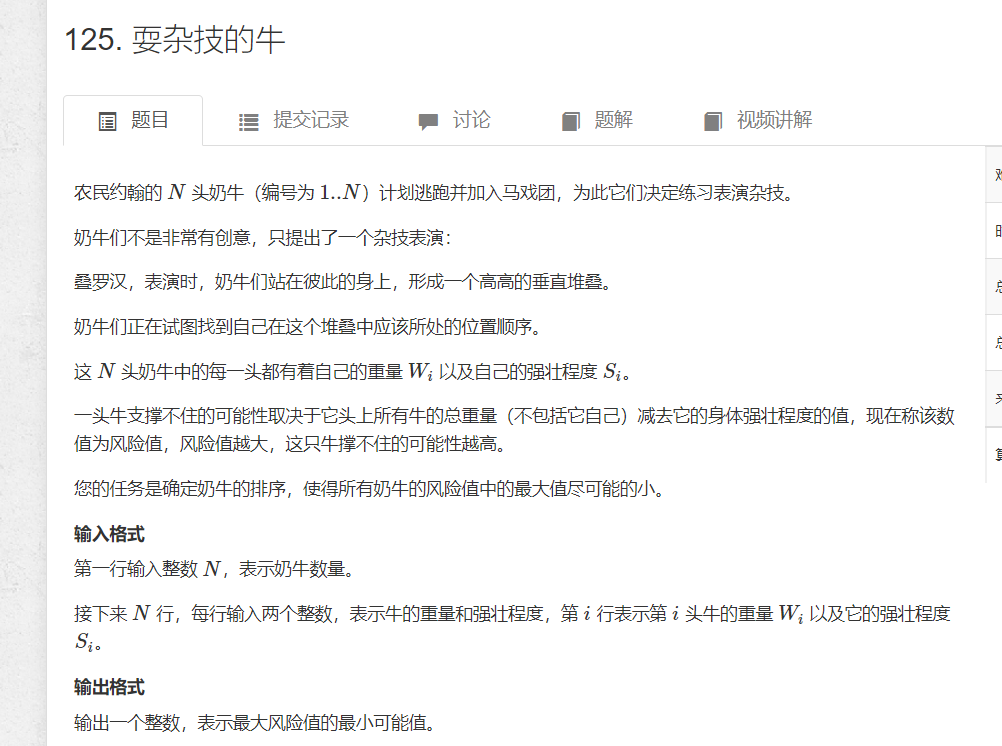 125. 耍杂技的牛
题目 提交记录 讨论 题解 视频讲解
农民约翰的 N 头奶牛（编号为 1..N）计划逃跑并加入马戏团，为此它们决定练习表演杂技。
奶牛们不是非常有创意，只提出了一个杂技表演：
叠罗汉，表演时，奶牛们站在彼此的身上，形成一个高高的垂直堆叠。
奶牛们正在试图找到自己在这个堆叠中应该所处的位置顺序。
这 N 头奶牛中的每一头都有着自己的重量 Wi 以及自己的强壮程度 Si。
一头牛支撑不住的可能性取决于它头上所有牛的总重量（不包括它自己）减去它的身体强壮程度的值，现在称该数
值为风险值，风险值越大，这只牛撑不住的可能性越高。
您的任务是确定奶牛的排序，使得所有奶牛的风险值中的最大值尽可能的小。
输入格式
第一行输入整数 N，表示奶牛数量。
接下来 N 行，每行输入两个整数，表示牛的重量和强壮程度，第 i 行表示第 i 头牛的重量 Wi 以及它的强壮程度
Si。
输出格式
输出一个整数，表示最大风险值的最小可能值。